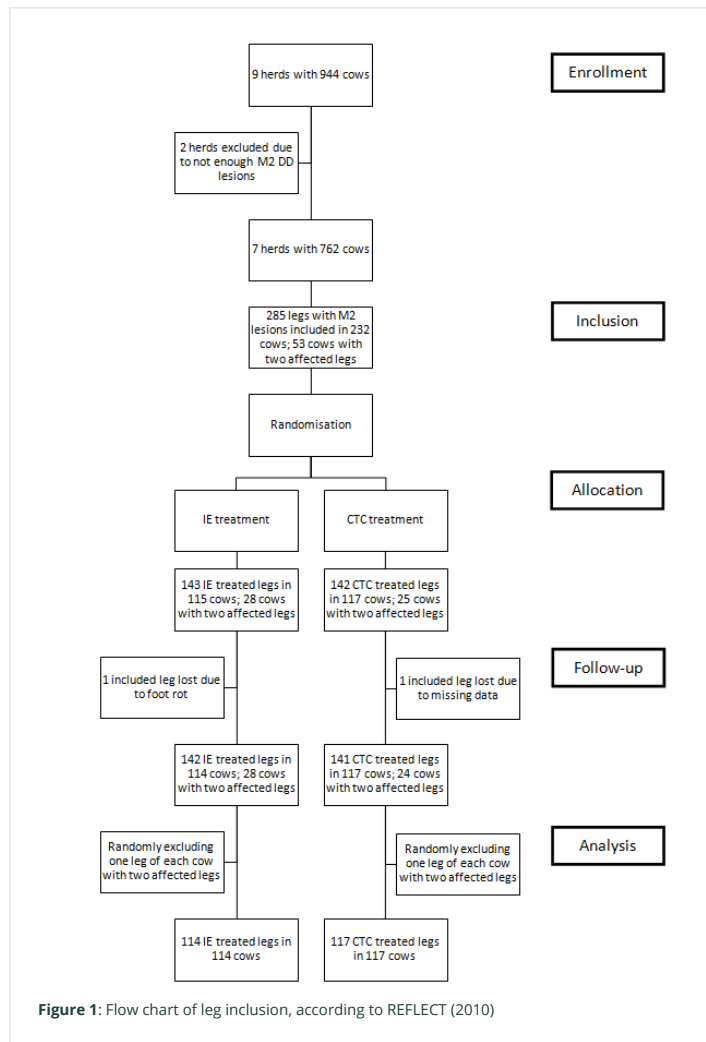 9 herds with 944 cows
Enrollment
2 herds excluded due
to not enough M2 DD
lesions
7 herds with 762 cows
285 legs with M2
lesions included in 232
cows; 53 cows with
two affected legs
Inclusion
Randomisation
Allocation
IE treatment
CTC treatment
143 IE treated legs in
115 cows; 28 cows
with two affected legs
142 CTC treated legs
in 117 cows; 25 cows
with two affected legs
Follow-up
1 included leg lost due
to foot rot
1 included leg lost due
to missing data
142 IE treated legs in
114 cows; 28 cows
with two affected legs
141 CTC treated legs
in 117 cows; 24 cows
with two affected legs
Analysis
Randomly excluding
one leg of each cow
with two affected legs
Randomly excluding
one leg of each cow
with two affected legs
114 IE treated legs in
114 cows
117 CTC treated legs
in 117 cows
Figure 1: Flow chart of leg inclusion, according to REFLECT (2010)